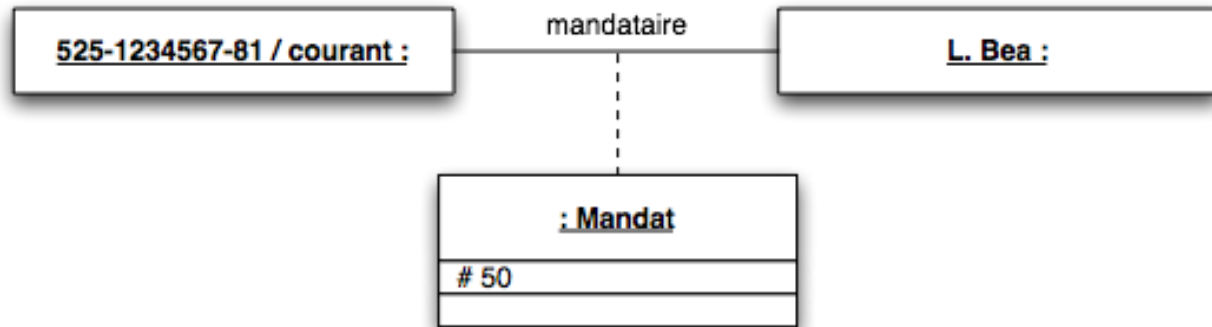 mandataire
525-1234567-81 / courant :
L. Bea :
: Mandat
# 50